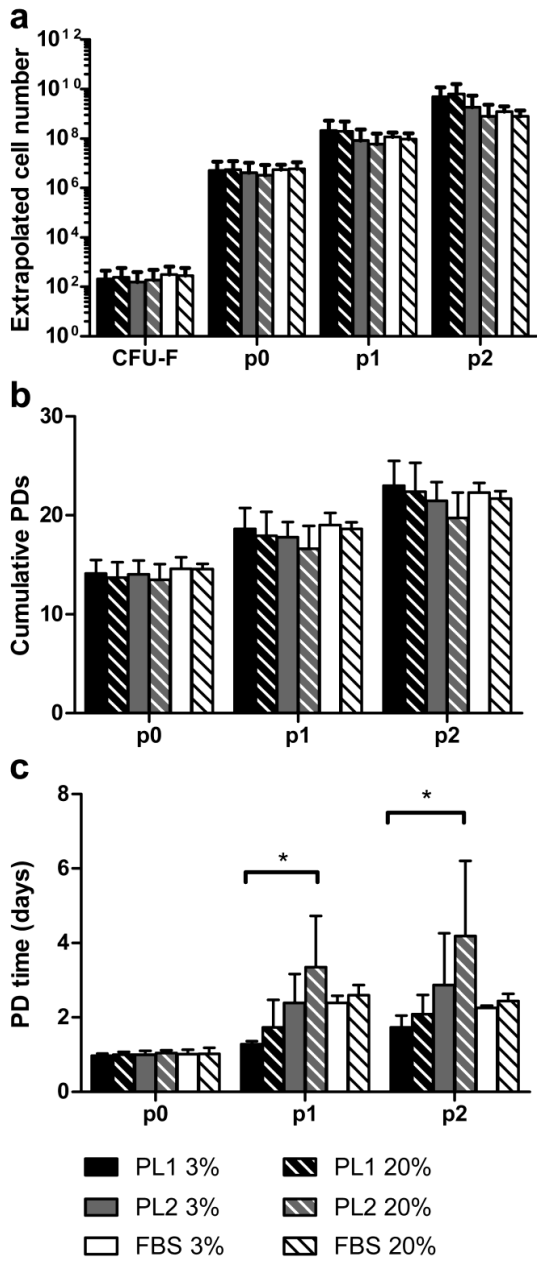 a
Extrapolated cell number
10^12
10^10
10^8
10^6
10^4
10^2
10^0
CFU-F p0 p1 p2
b
Cumulative PDs
30
20
10
0
p0 p1 p2
c
PD time (days)
8
6
4
2
0
*
*
p0 p1 p2
PL1 3% PL1 20%
PL2 3% PL2 20%
FBS 3% FBS 20%